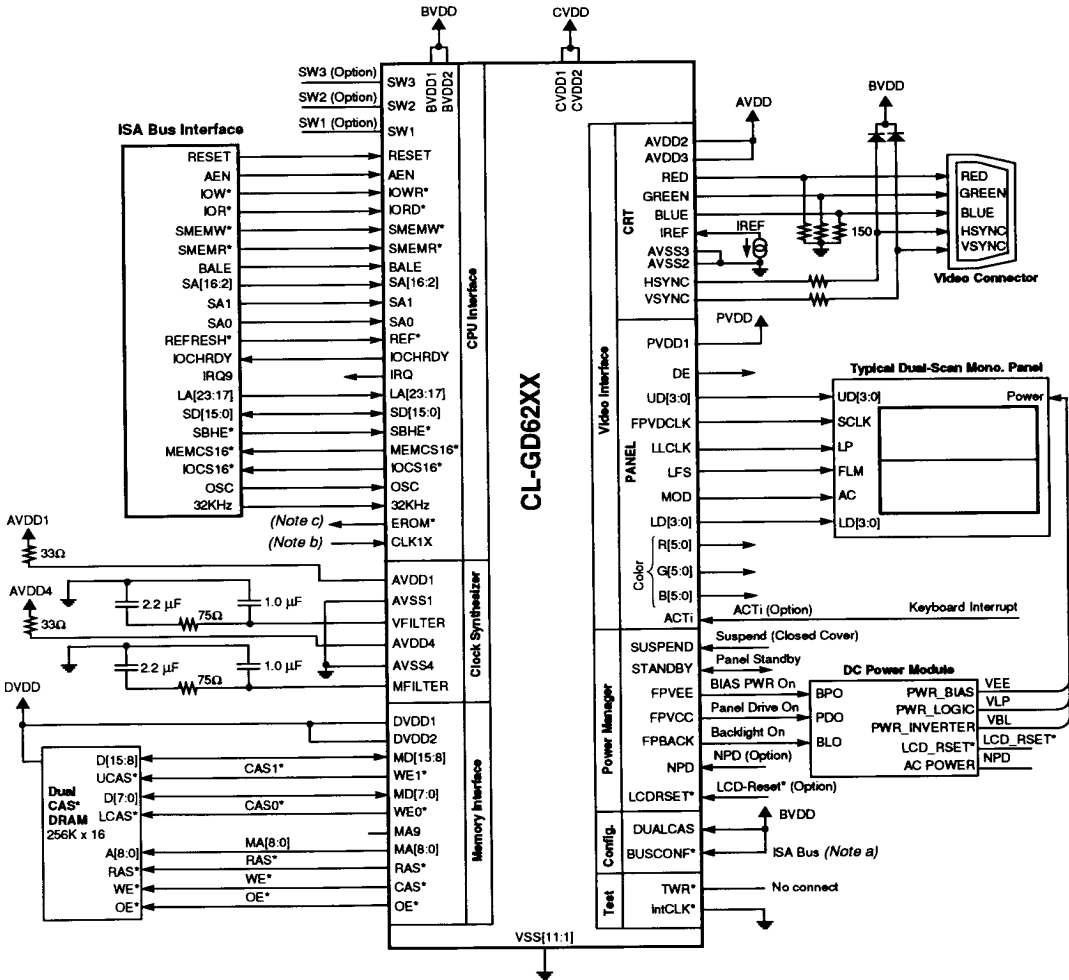 BVDD
CVDD
BVDD1
BVDD2
CVDD1
CVDD2
SW3 (Option) SW3
SW2 (Option) SW2
SW1 (Option) SW1
ISA Bus Interface
RESET RESET
AEN AEN
IOW* IOWR*
IOR* IORD*
SMEMW* SMEMW*
SMEMR* SMEMR*
BALE BALE
SA[16:2] SA[16:2]
SA1 SA1
SA0 SA0
REFRESH* REF*
IOCHRDY IOCHRDY
IRQ9 IRQ
LA[23:17] LA[23:17]
SD[15:0] SD[15:0]
SBHE* SBHE*
MEMCS16* MEMCS16*
IOCS16* IOCS16*
OSC OSC
32KHz 32KHz
(Note c) EROM*
(Note b) CLK1X
CPU Interface
AVDD1
33Ω
AVDD1
AVSS1
2.2 µF
1.0 µF
75Ω
VFILTER
AVDD4
33Ω
AVDD4
AVSS4
2.2 µF
1.0 µF
75Ω
MFILTER
Clock Synthesizer
DVDD
DVDD1
DVDD2
D[15:8] MD[15:8]
UCAS* CAS1* WE1*
D[7:0] MD[7:0]
LCAS* CAS0* WE0*
MA9
A[8:0] MA[8:0] MA[8:0]
RAS* RAS* RAS*
WE* WE* CAS*
OE* OE* OE*
Dual
CAS*
DRAM
256K x 16
Memory Interface
CL-GD62XX
VSS[11:1]
Video Interface
CRT
AVDD
AVDD2
AVDD3
BVDD
RED RED
GREEN GREEN
BLUE BLUE
150
IREF IREF
AVSS3
AVSS2
HSYNC HSYNC
VSYNC VSYNC
Video Connector
PANEL
PVDD
PVDD1
DE
Typical Dual-Scan Mono. Panel
Power
UD[3:0] UD[3:0]
FPVDCLK SCLK
LLCLK LP
LFS FLM
MOD AC
LD[3:0] LD[3:0]
Color
R[5:0]
G[5:0]
B[5:0]
ACTi ACTi (Option) Keyboard Interrupt
Power Manager
SUSPEND Suspend (Closed Cover)
STANDBY Panel Standby
FPVEE BIAS PWR On BPO
FPVCC Panel Drive On PDO
FPBACK Backlight On BLO
NPD NPD (Option)
LCDRSET* LCD-Reset* (Option)
DC Power Module
PWR_BIAS VEE
PWR_LOGIC VLP
PWR_INVERTER VBL
LCD_RSET* LCD_RSET*
AC POWER NPD
Config.
BVDD
DUALCAS
BUSCONF* ISA Bus (Note a)
Test
TWR* No connect
intCLK*